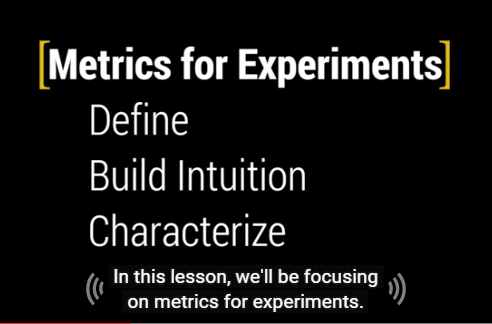 [Metrics for Experiments]
Define
Build Intuition
Characterize
In this lesson, we'll be focusing
on metrics for experiments.